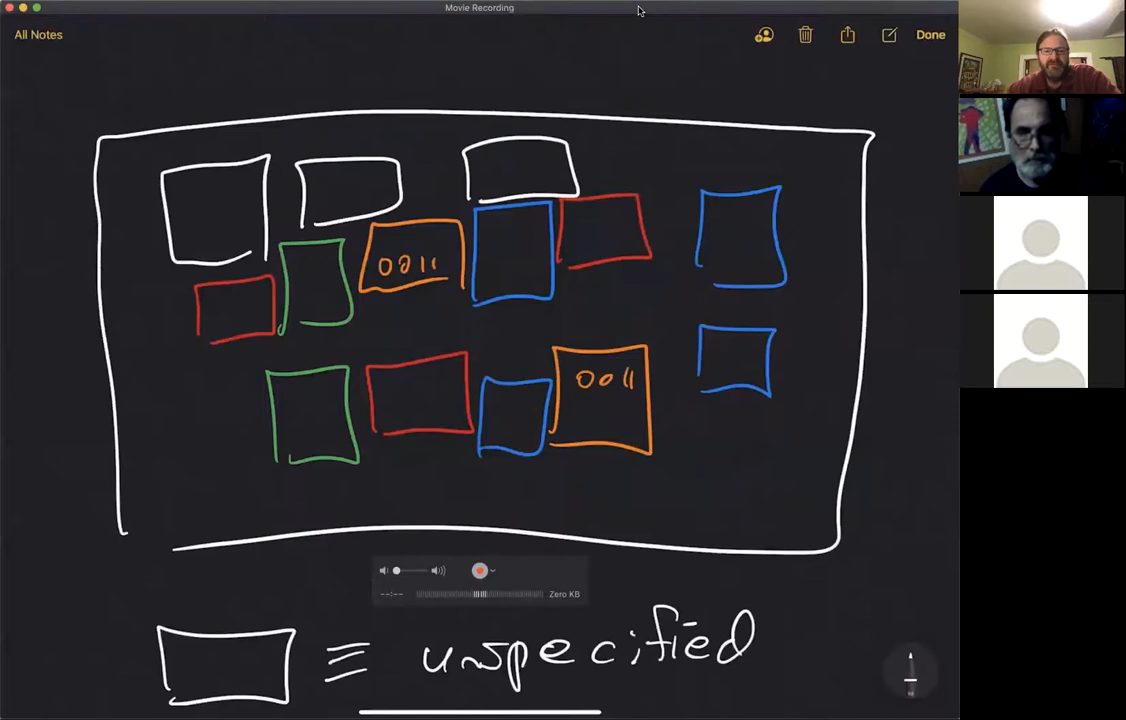 Movie Recording
All Notes
Done
0011
0011
--:--
Zero KB
≡ unspecified